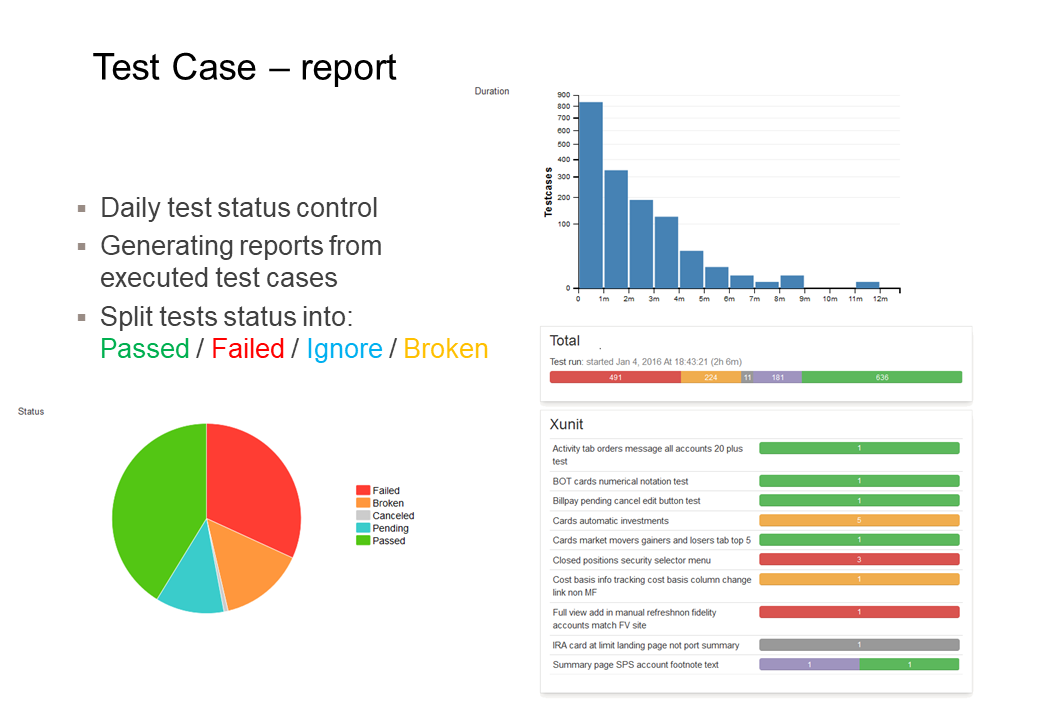 Test Case – report
Duration
▪ Daily test status control
▪ Generating reports from
executed test cases
▪ Split tests status into:
Passed / Failed / Ignore / Broken
Status
Failed
Broken
Canceled
Pending
Passed
900
800
700
600
500
400
300
200
100
0
Testcases
0 1m 2m 3m 4m 5m 6m 7m 8m 9m 10m 11m 12m
Total
Test run: started Jan 4, 2016 At 18:43:21 (2h 6m)
491 224 11 181 636
Xunit
Activity tab orders message all accounts 20 plus
test
1
BOT cards numerical notation test
1
Billpay pending cancel edit button test
1
Cards automatic investments
5
Cards market movers gainers and losers tab top 5
1
Closed positions security selector menu
3
Cost basis info tracking cost basis column change
link non MF
1
Full view add in manual refreshnon fidelity
accounts match FV site
1
IRA card at limit landing page not port summary
1
Summary page SPS account footnote text
1 1